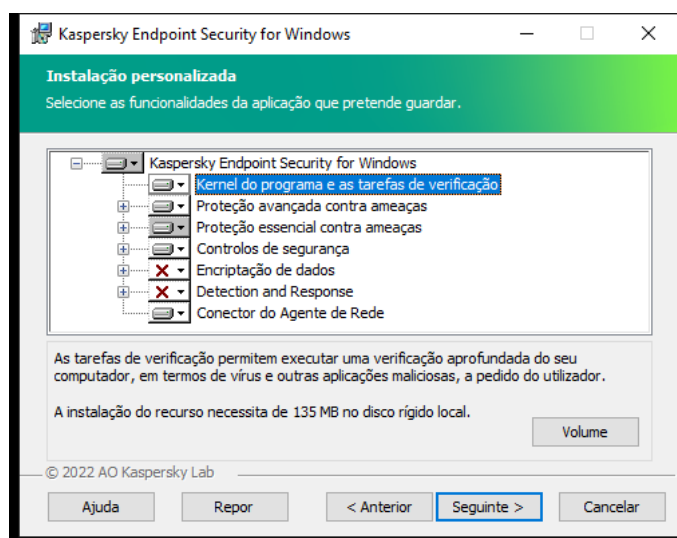 Kaspersky Endpoint Security for Windows
Instalação personalizada
Selecione as funcionalidades da aplicação que pretende guardar.
Kaspersky Endpoint Security for Windows
Kernel do programa e as tarefas de verificação
Proteção avançada contra ameaças
Proteção essencial contra ameaças
Controlos de segurança
Encriptação de dados
Detection and Response
Conector do Agente de Rede
As tarefas de verificação permitem executar uma verificação aprofundada do seu
computador, em termos de vírus e outras aplicações maliciosas, a pedido do utilizador.
A instalação do recurso necessita de 135 MB no disco rígido local.
Volume
© 2022 AO Kaspersky Lab
Ajuda Repor < Anterior Seguinte > Cancelar